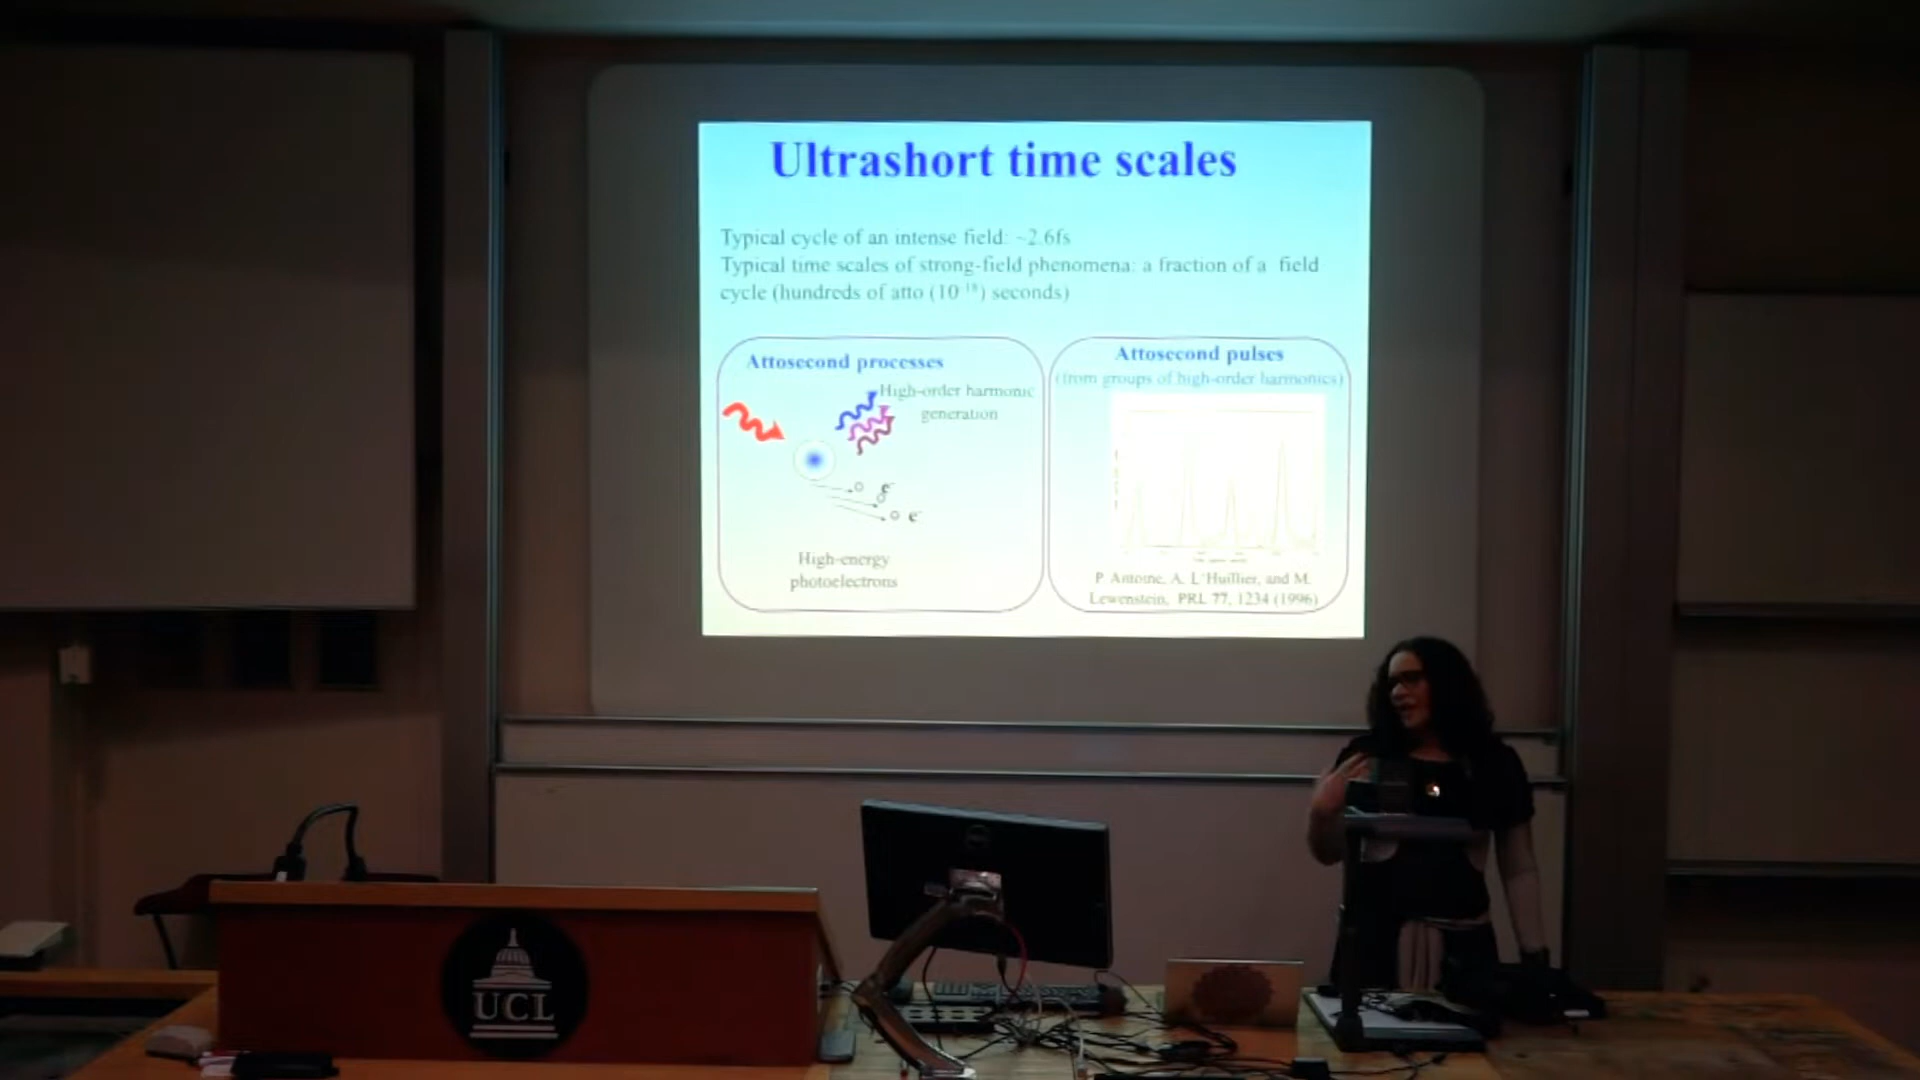 Ultrashort time scales
Typical cycle of an intense field: ~2.6fs
Typical time scales of strong-field phenomena: a fraction of a field
cycle (hundreds of atto (10⁻¹⁸) seconds)
Attosecond processes
High-order harmonic
generation
e⁻
e⁻
High-energy
photoelectrons
Attosecond pulses
(from groups of high-order harmonics)
P. Antoine, A. L'Huillier, and M.
Lewenstein, PRL 77, 1234 (1996)
UCL